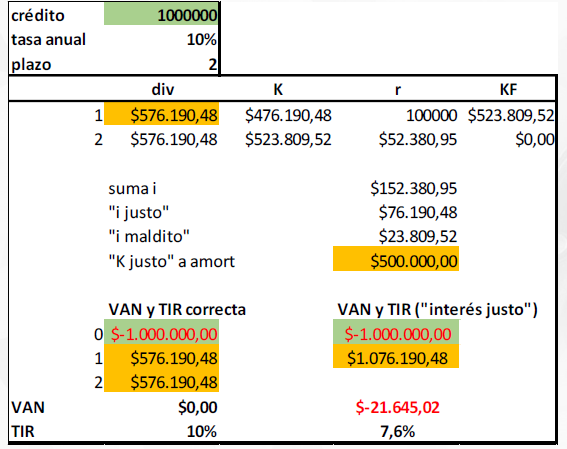 crédito 1000000
tasa anual 10%
plazo 2
div K r KF
1 $576.190,48 $476.190,48 100000 $523.809,52
2 $576.190,48 $523.809,52 $52.380,95 $0,00
suma i $152.380,95
"i justo" $76.190,48
"i maldito" $23.809,52
"K justo" a amort $500.000,00
VAN y TIR correcta VAN y TIR ("interés justo")
0 $-1.000.000,00 $-1.000.000,00
1 $576.190,48 $1.076.190,48
2 $576.190,48
VAN $0,00 $-21.645,02
TIR 10% 7,6%